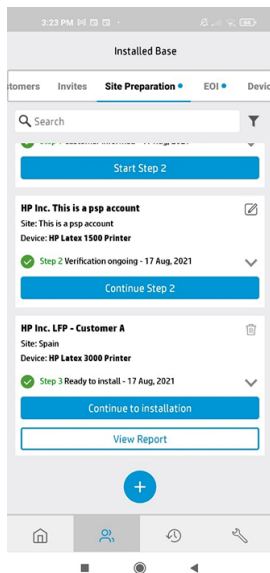 3:23 PM
85
Installed Base
tomers Invites Site Preparation EOI Devic
Search
Start Step 2
HP Inc. This is a psp account
Site: This is a psp account
Device: HP Latex 1500 Printer
Step 2 Verification ongoing - 17 Aug, 2021
Continue Step 2
HP Inc. LFP - Customer A
Site: Spain
Device: HP Latex 3000 Printer
Step 3 Ready to install - 17 Aug, 2021
Continue to installation
View Report